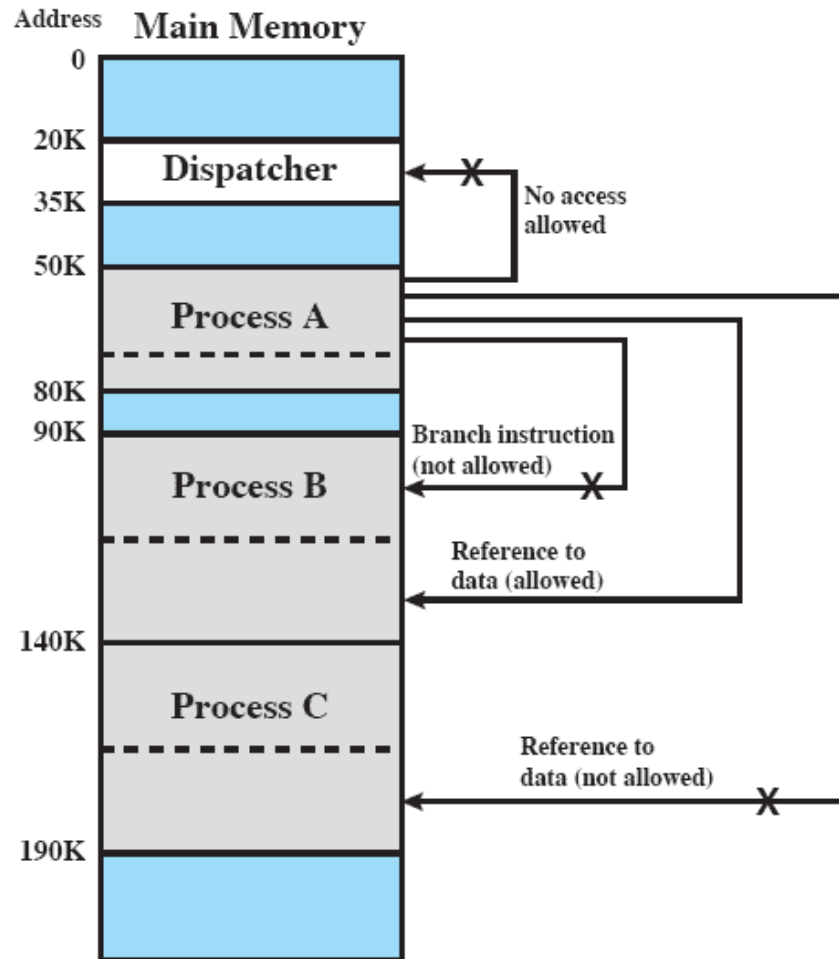 Address
Main Memory
0
20K
Dispatcher
X
No access
allowed
35K
50K
Process A
80K
90K
Branch instruction
(not allowed)
X
Process B
Reference to
data (allowed)
140K
Process C
Reference to
data (not allowed)
X
190K